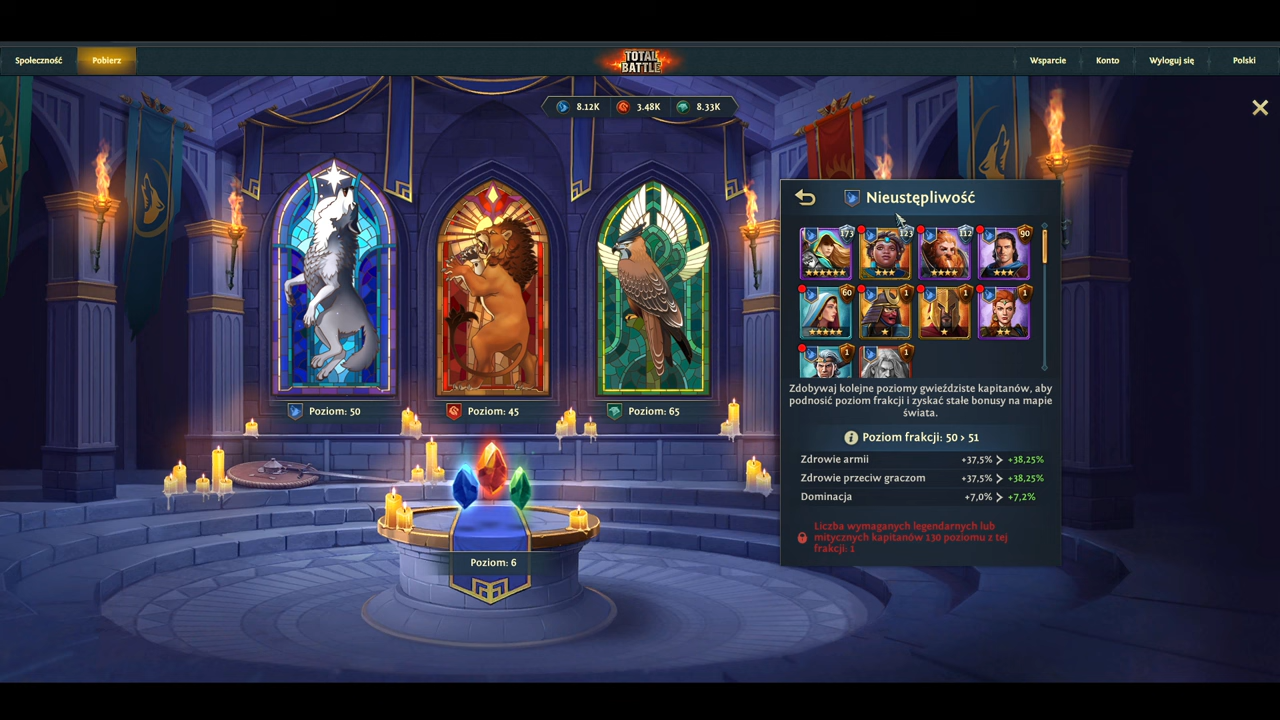 Społeczność
Pobierz
TOTAL
BATTLE
Wsparcie
Konto
Wyloguj się
Polski
8.12K
3.48K
8.33K
Nieustępliwość
173
123
112
90
60
1
1
1
1
1
Zdobywaj kolejne poziomy gwieździste kapitanów, aby
podnosić poziom frakcji i zyskać stałe bonusy na mapie
świata.
Poziom frakcji: 50 > 51
Zdrowie armii +37,5% > +38,25%
Zdrowie przeciw graczom +37,5% > +38,25%
Dominacja +7,0% > +7,2%
Liczba wymaganych legendarnych lub
mitycznych kapitanów 130 poziomu z tej
frakcji: 1
Poziom: 50
Poziom: 45
Poziom: 65
Poziom: 6